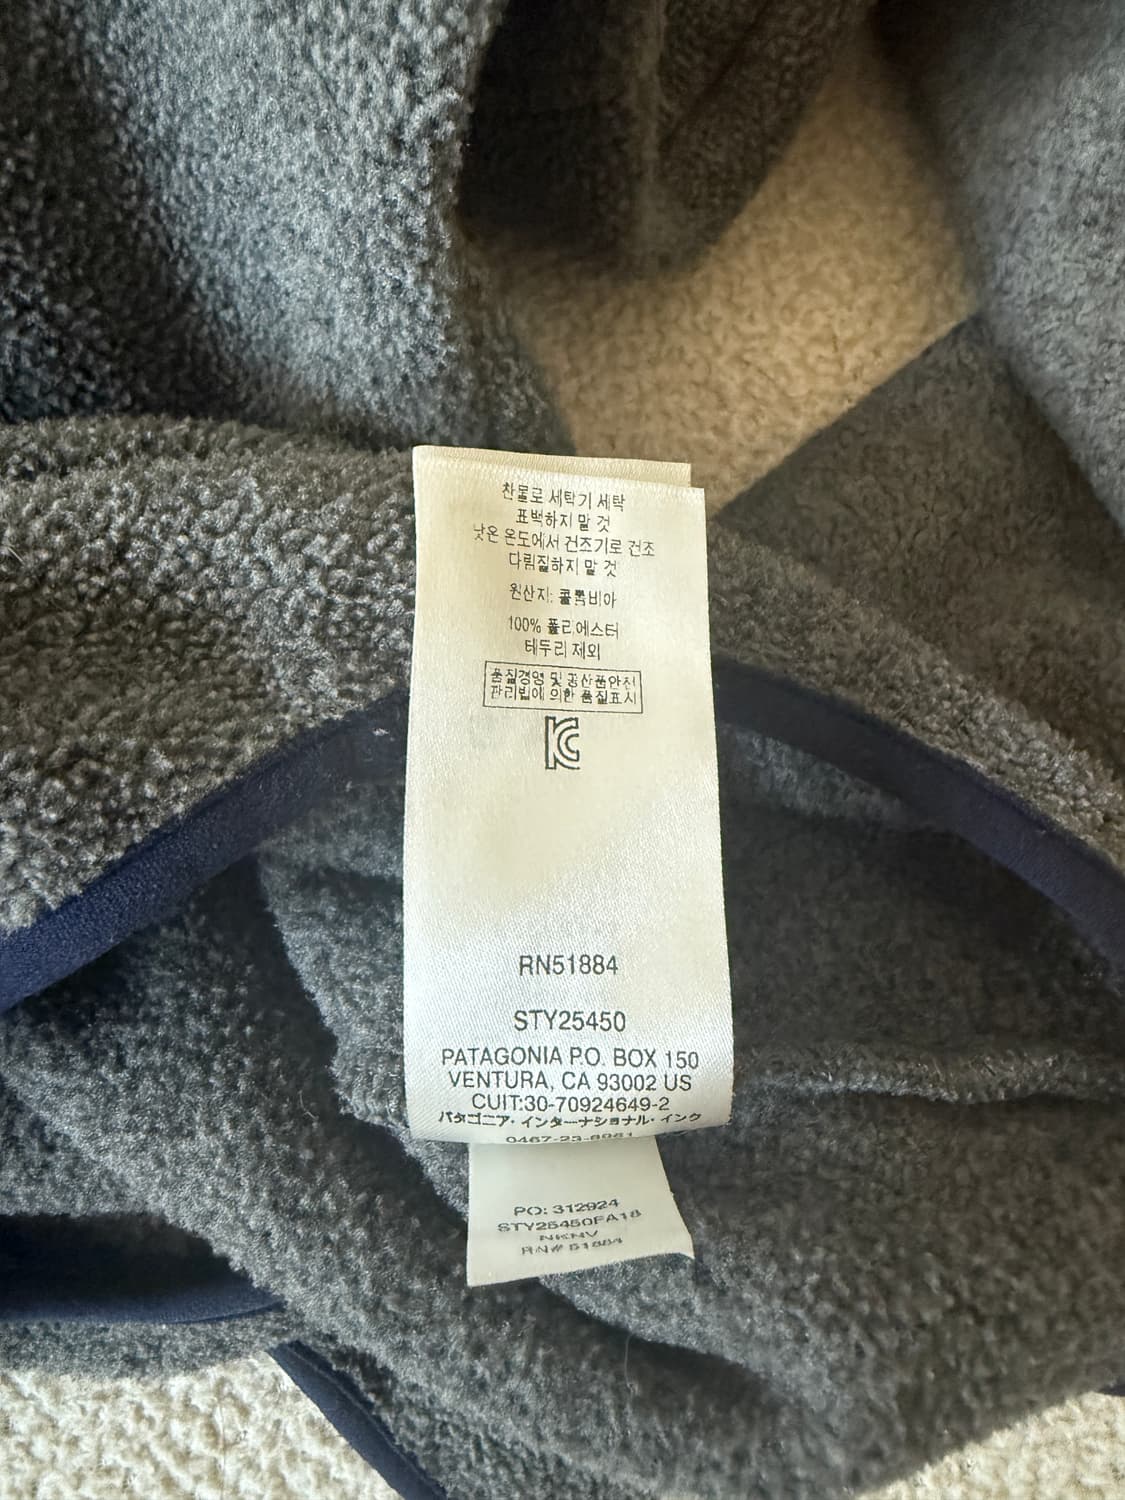 찬물로 세탁기 세탁
표백하지 말 것
낮은 온도에서 건조기로 건조
다림질하지 말 것
원산지: 콜롬비아
100% 폴리에스터
테두리 제외
품질경영 및 공산품안전
관리법에 의한 품질표시
RN51884
STY25450
PATAGONIA P.O. BOX 150
VENTURA, CA 93002 US
CUIT:30-70924649-2
パタゴニア・インターナショナル・インク
0467-23-8961
PO: 312924
STY25450FA18
NKNV
RN# 51884